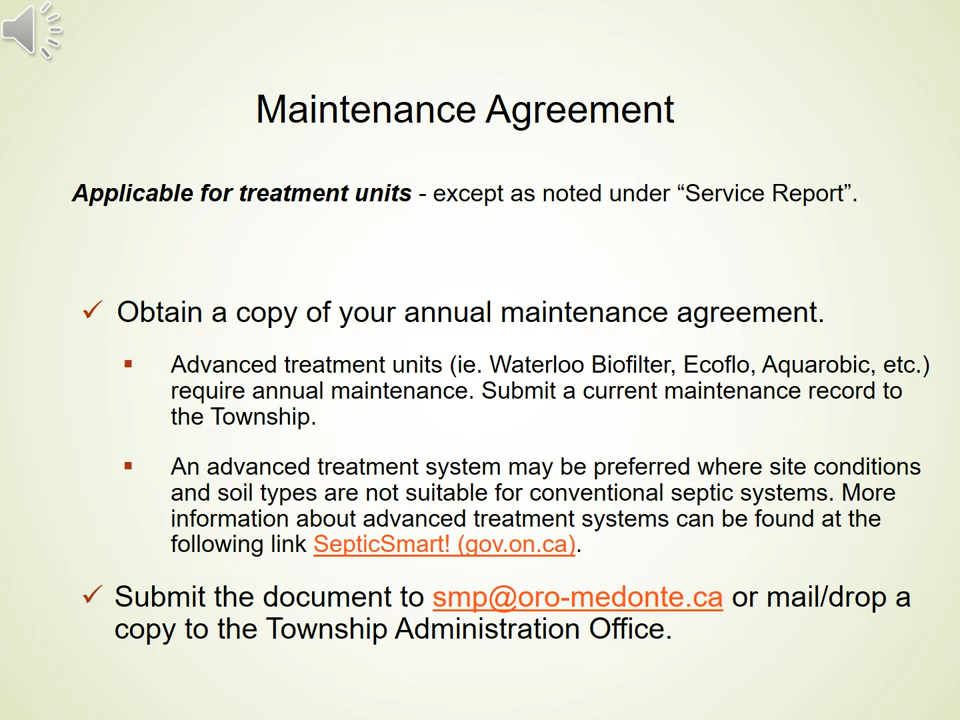 Maintenance Agreement
Applicable for treatment units - except as noted under “Service Report”.
✓ Obtain a copy of your annual maintenance agreement.
▪ Advanced treatment units (ie. Waterloo Biofilter, Ecoflo, Aquarobic, etc.)
require annual maintenance. Submit a current maintenance record to
the Township.
▪ An advanced treatment system may be preferred where site conditions
and soil types are not suitable for conventional septic systems. More
information about advanced treatment systems can be found at the
following link SepticSmart! (gov.on.ca).
✓ Submit the document to smp@oro-medonte.ca or mail/drop a
copy to the Township Administration Office.